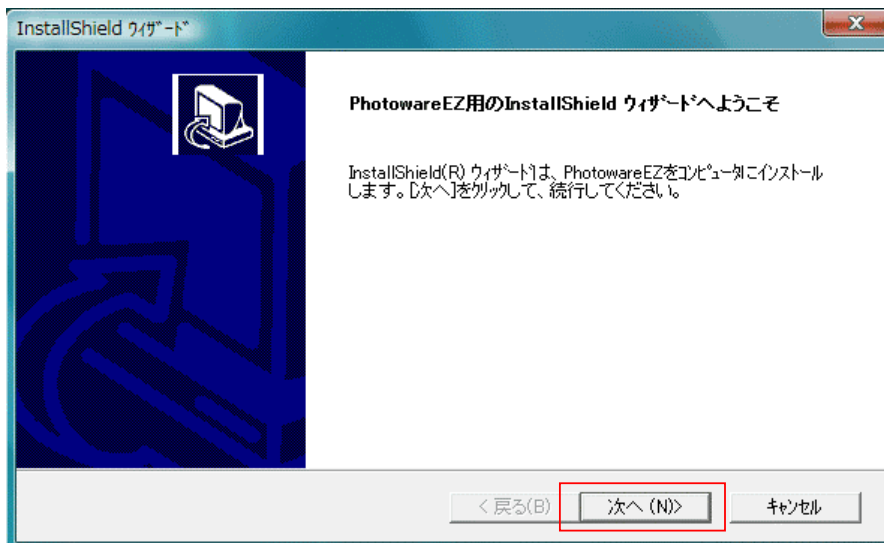 InstallShield ｳｨｻﾞｰﾄﾞ
PhotowareEZ用のInstallShield ｳｨｻﾞｰﾄﾞへようこそ
InstallShield(R) ｳｨｻﾞｰﾄﾞは、PhotowareEZをｺﾝﾋﾟｭｰﾀにインストール
します。[次へ]をｸﾘｯｸして、続行してください。
< 戻る(B)
次へ (N)>
ｷｬﾝｾﾙ